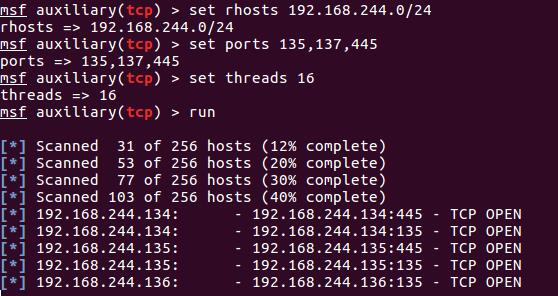 msf auxiliary(tcp) > set rhosts 192.168.244.0/24
rhosts => 192.168.244.0/24
msf auxiliary(tcp) > set ports 135,137,445
ports => 135,137,445
msf auxiliary(tcp) > set threads 16
threads => 16
msf auxiliary(tcp) > run
[*] Scanned  31 of 256 hosts (12% complete)
[*] Scanned  53 of 256 hosts (20% complete)
[*] Scanned  77 of 256 hosts (30% complete)
[*] Scanned 103 of 256 hosts (40% complete)
[*] 192.168.244.134:      - 192.168.244.134:445 - TCP OPEN
[*] 192.168.244.134:      - 192.168.244.134:135 - TCP OPEN
[*] 192.168.244.135:      - 192.168.244.135:445 - TCP OPEN
[*] 192.168.244.135:      - 192.168.244.135:135 - TCP OPEN
[*] 192.168.244.136:      - 192.168.244.136:135 - TCP OPEN